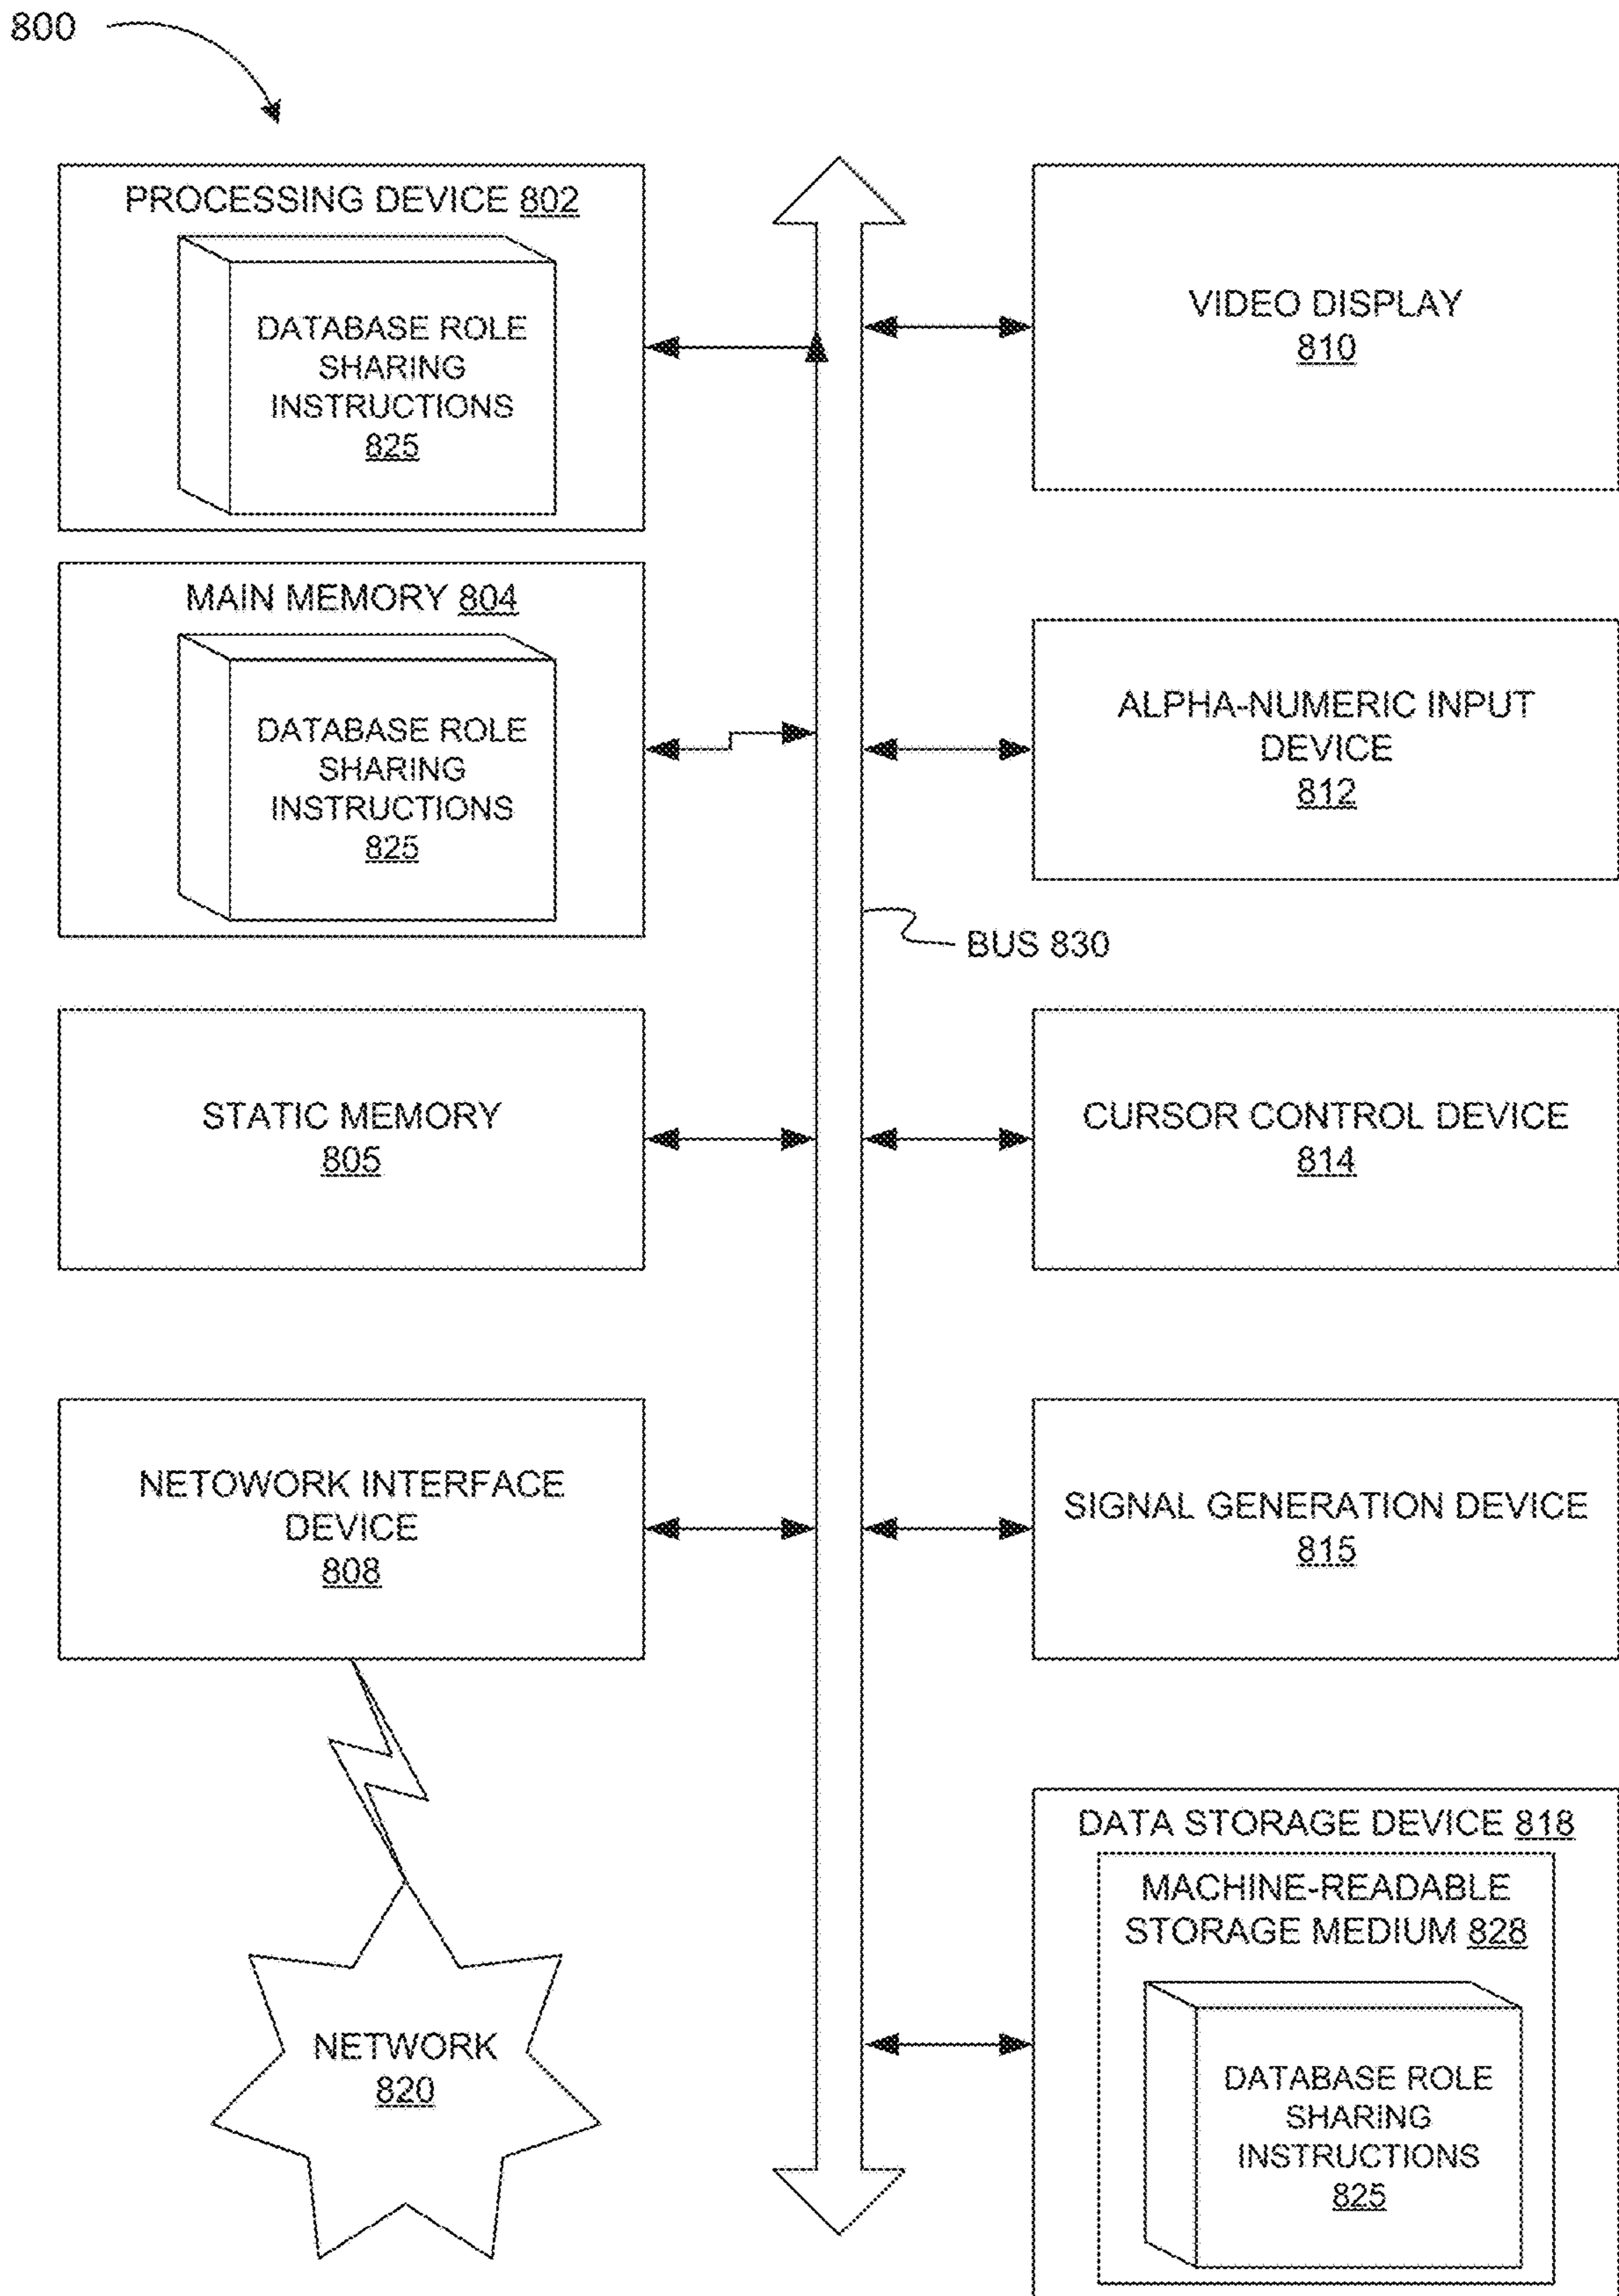 800
PROCESSING DEVICE 802
DATABASE ROLE
SHARING
INSTRUCTIONS
825
MAIN MEMORY 804
DATABASE ROLE
SHARING
INSTRUCTIONS
825
STATIC MEMORY
805
NETOWORK INTERFACE
DEVICE
808
NETWORK
820
VIDEO DISPLAY
810
ALPHA-NUMERIC INPUT
DEVICE
812
BUS 830
CURSOR CONTROL DEVICE
814
SIGNAL GENERATION DEVICE
815
DATA STORAGE DEVICE 818
MACHINE-READABLE
STORAGE MEDIUM 828
DATABASE ROLE
SHARING
INSTRUCTIONS
825